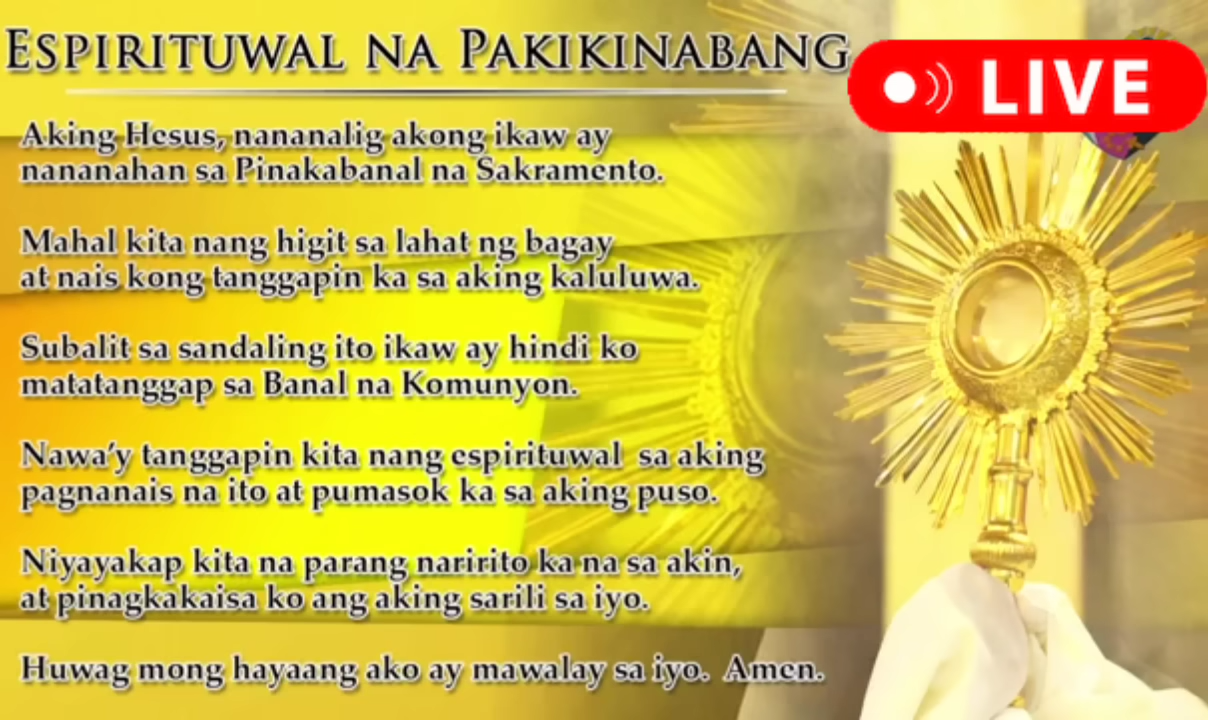 ESPIRITUWAL NA PAKIKINABANG
LIVE
Aking Hesus, nananalig akong ikaw ay
nananahan sa Pinakabanal na Sakramento.
Mahal kita nang higit sa lahat ng bagay
at nais kong tanggapin ka sa aking kaluluwa.
Subalit sa sandaling ito ikaw ay hindi ko
matatanggap sa Banal na Komunyon.
Nawa'y tanggapin kita nang espirituwal sa aking
pagnanais na ito at pumasok ka sa aking puso.
Niyayakap kita na parang naririto ka na sa akin,
at pinagkakaisa ko ang aking sarili sa iyo.
Huwag mong hayaang ako ay mawalay sa iyo. Amen.